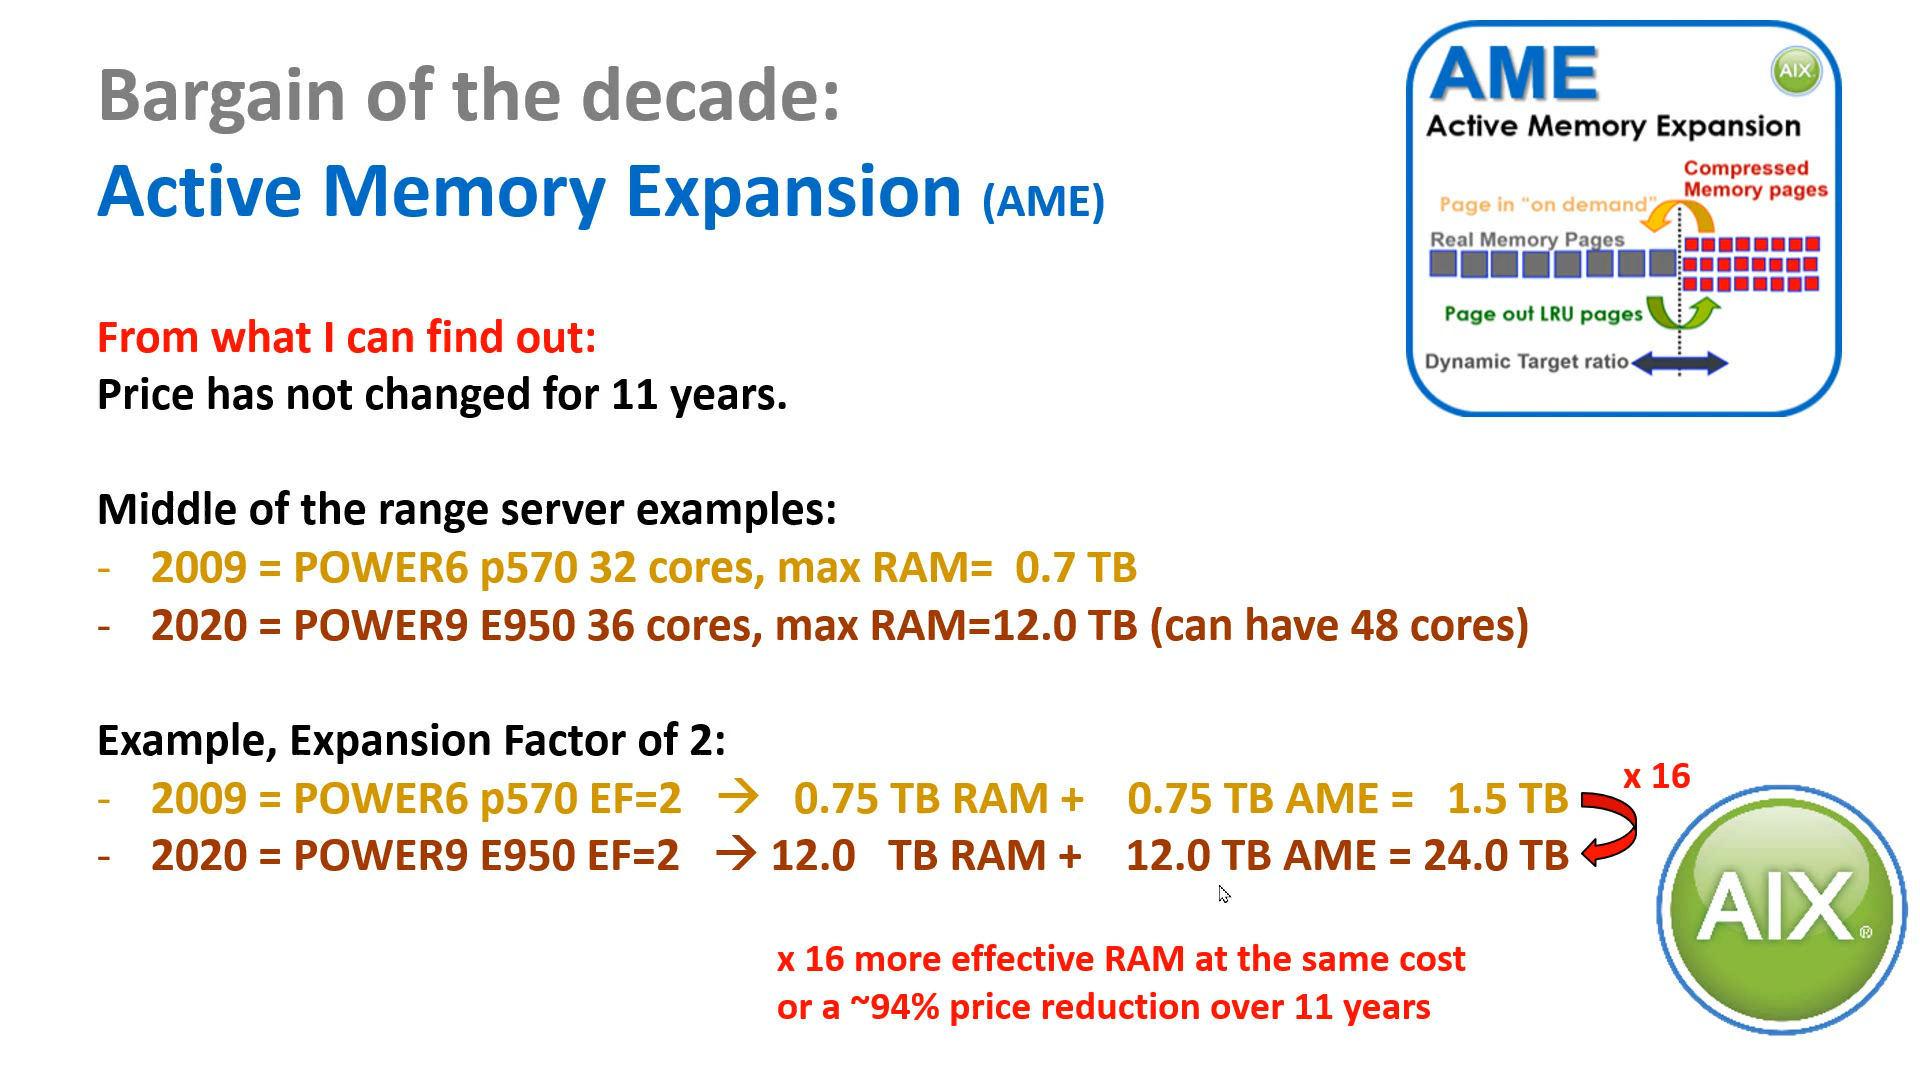 Bargain of the decade:
Active Memory Expansion (AME)
From what I can find out:
Price has not changed for 11 years.
Middle of the range server examples:
- 2009 = POWER6 p570 32 cores, max RAM= 0.7 TB
- 2020 = POWER9 E950 36 cores, max RAM=12.0 TB (can have 48 cores)
Example, Expansion Factor of 2:
- 2009 = POWER6 p570 EF=2 → 0.75 TB RAM + 0.75 TB AME = 1.5 TB
- 2020 = POWER9 E950 EF=2 → 12.0 TB RAM + 12.0 TB AME = 24.0 TB
x 16
x 16 more effective RAM at the same cost
or a ~94% price reduction over 11 years
AME
AIX
Active Memory Expansion
Compressed
Memory pages
Page in “on demand”
Real Memory Pages
Page out LRU pages
Dynamic Target ratio
AIX®